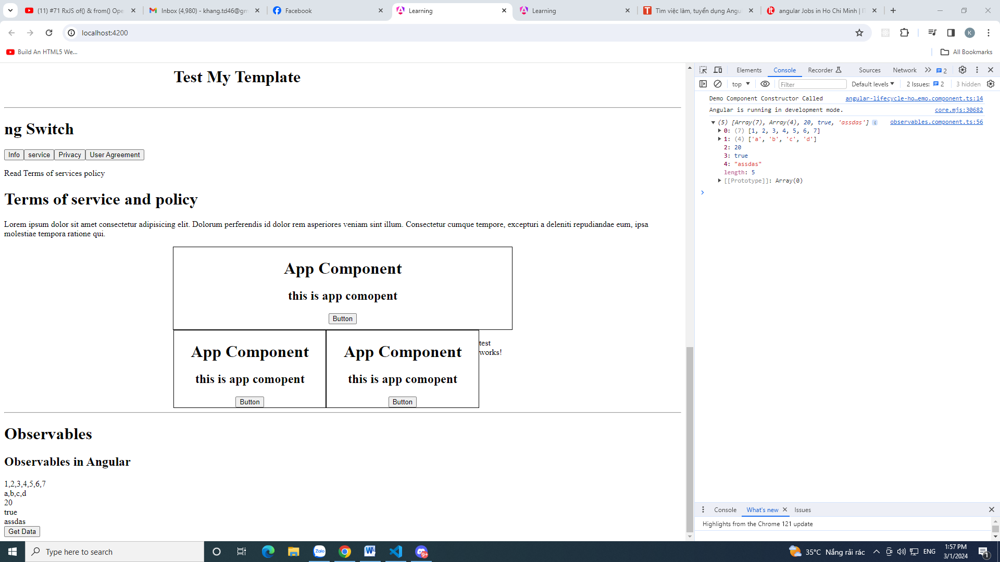 (11) #71 RxJS of() & from() Ope
Inbox (4,980) - khang.td46@gm
Facebook
Learning
Learning
Tìm việc làm, tuyển dụng Angu
angular Jobs in Ho Chi Minh | IT
localhost:4200
K
Build An HTML5 We...
All Bookmarks
Test My Template
ng Switch
Info
service
Privacy
User Agreement
Read Terms of services policy
Terms of service and policy
Lorem ipsum dolor sit amet consectetur adipisicing elit. Dolorum perferendis id dolor rem asperiores veniam sint illum. Consectetur cumque tempore, excepturi a deleniti repudiandae eum, ipsa
molestiae tempora ratione qui.
App Component
this is app comopent
Button
App Component
this is app comopent
Button
App Component
this is app comopent
Button
test
works!
Observables
Observables in Angular
1,2,3,4,5,6,7
a,b,c,d
20
true
assdas
Get Data
Elements
Console
Recorder
Sources
Network
2
top
Filter
Default levels
2 Issues:
2
3 hidden
Demo Component Constructor Called
angular-lifecycle-ho…emo.component.ts:14
Angular is running in development mode.
core.mjs:30682
(5) [Array(7), Array(4), 20, true, 'assdas']
observables.component.ts:56
0: (7) [1, 2, 3, 4, 5, 6, 7]
1: (4) ['a', 'b', 'c', 'd']
2: 20
3: true
4: "assdas"
length: 5
[[Prototype]]: Array(0)
Console
What's new
Issues
Highlights from the Chrome 121 update
Type here to search
Zalo
9+
35°C Nắng rải rác
ENG
1:57 PM
3/1/2024
1